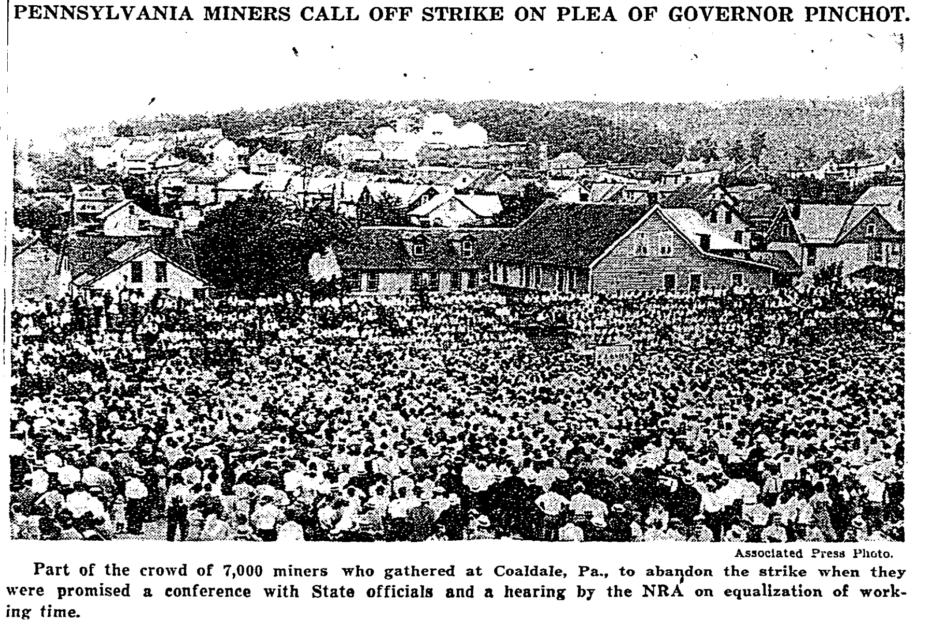 PENNSYLVANIA MINERS CALL OFF STRIKE ON PLEA OF GOVERNOR PINCHOT.
Associated Press Photo.
Part of the crowd of 7,000 miners who gathered at Coaldale, Pa., to abandon the strike when they
were promised a conference with State officials and a hearing by the NRA on equalization of work-
ing time.